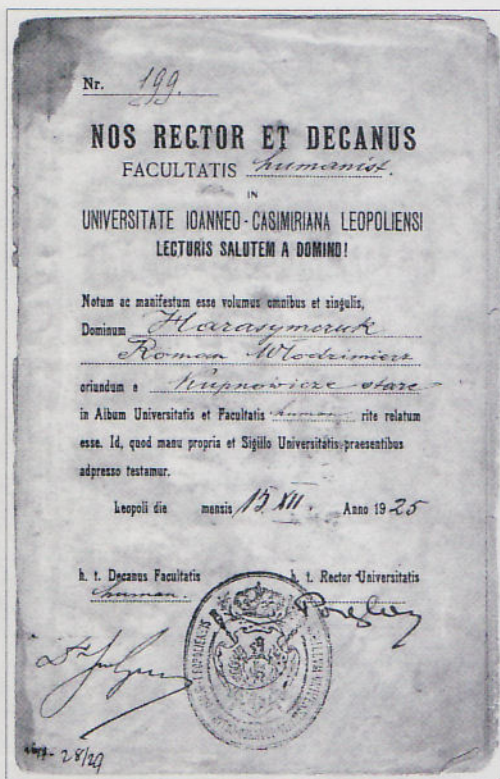 Nr. 199.
NOS RECTOR ET DECANUS
FACULTATIS humanist.
IN
UNIVERSITATE IOANNEO-CASIMIRIANA LEOPOLIENSI
LECTURIS SALUTEM A DOMINO!
Notum ac manifestum esse volumus omnibus et singulis,
Dominum Harasymczuk
Roman Włodzimierz
oriundum e Kupnowicze stare
in Album Universitatis et Facultatis human rite relatum
esse. Id, quod manu propria et Sigillo Universitatis praesentibus
adpresso testamur.
Leopoli die mensis 15 XII. Anno 1925
h. t. Decanus Facultatis h. t. Rector Universitatis
human.
28/29